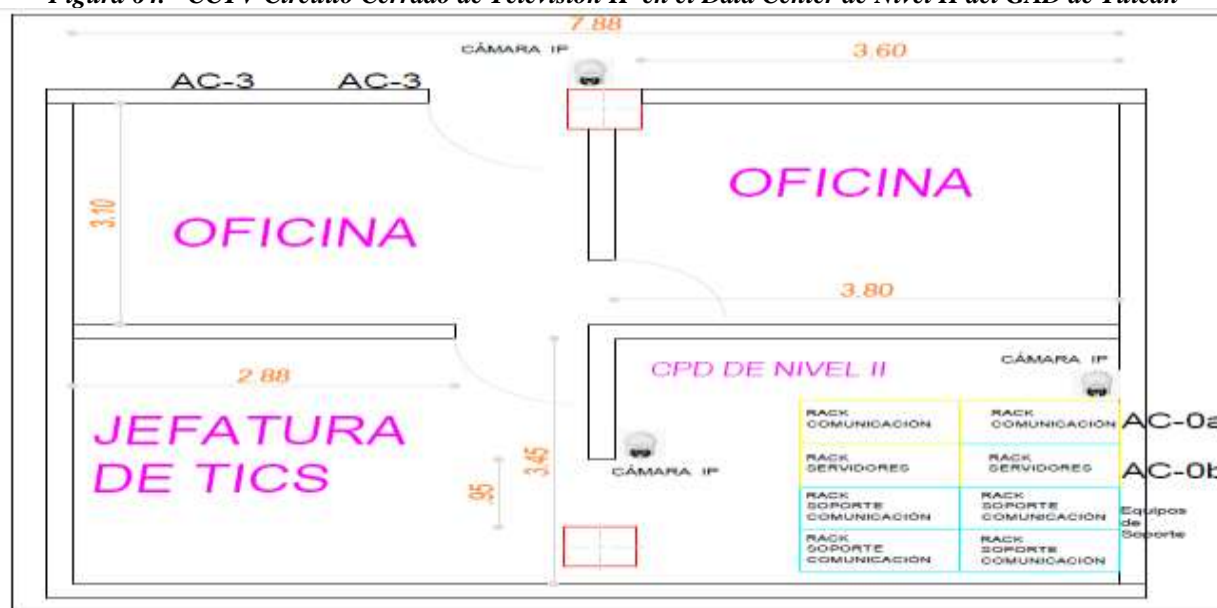 Figura 64. CCTV Circuito Cerrado de Televisión IP en el Data Center de Nivel II del GAD de Tulcán
7.88
CÁMARA IP
3.60
AC-3
AC-3
OFICINA
3.10
OFICINA
3.80
2.88
CPD DE NIVEL II
CÁMARA IP
JEFATURA
DE TICS
.95
3.45
CÁMARA IP
RACK
COMUNICACIÓN
RACK
COMUNICACIÓN
AC-0a
RACK
SERVIDORES
RACK
SERVIDORES
AC-0b
RACK
SOPORTE
COMUNICACIÓN
RACK
SOPORTE
COMUNICACIÓN
Equipos
de
Soporte
RACK
SOPORTE
COMUNICACIÓN
RACK
SOPORTE
COMUNICACIÓN